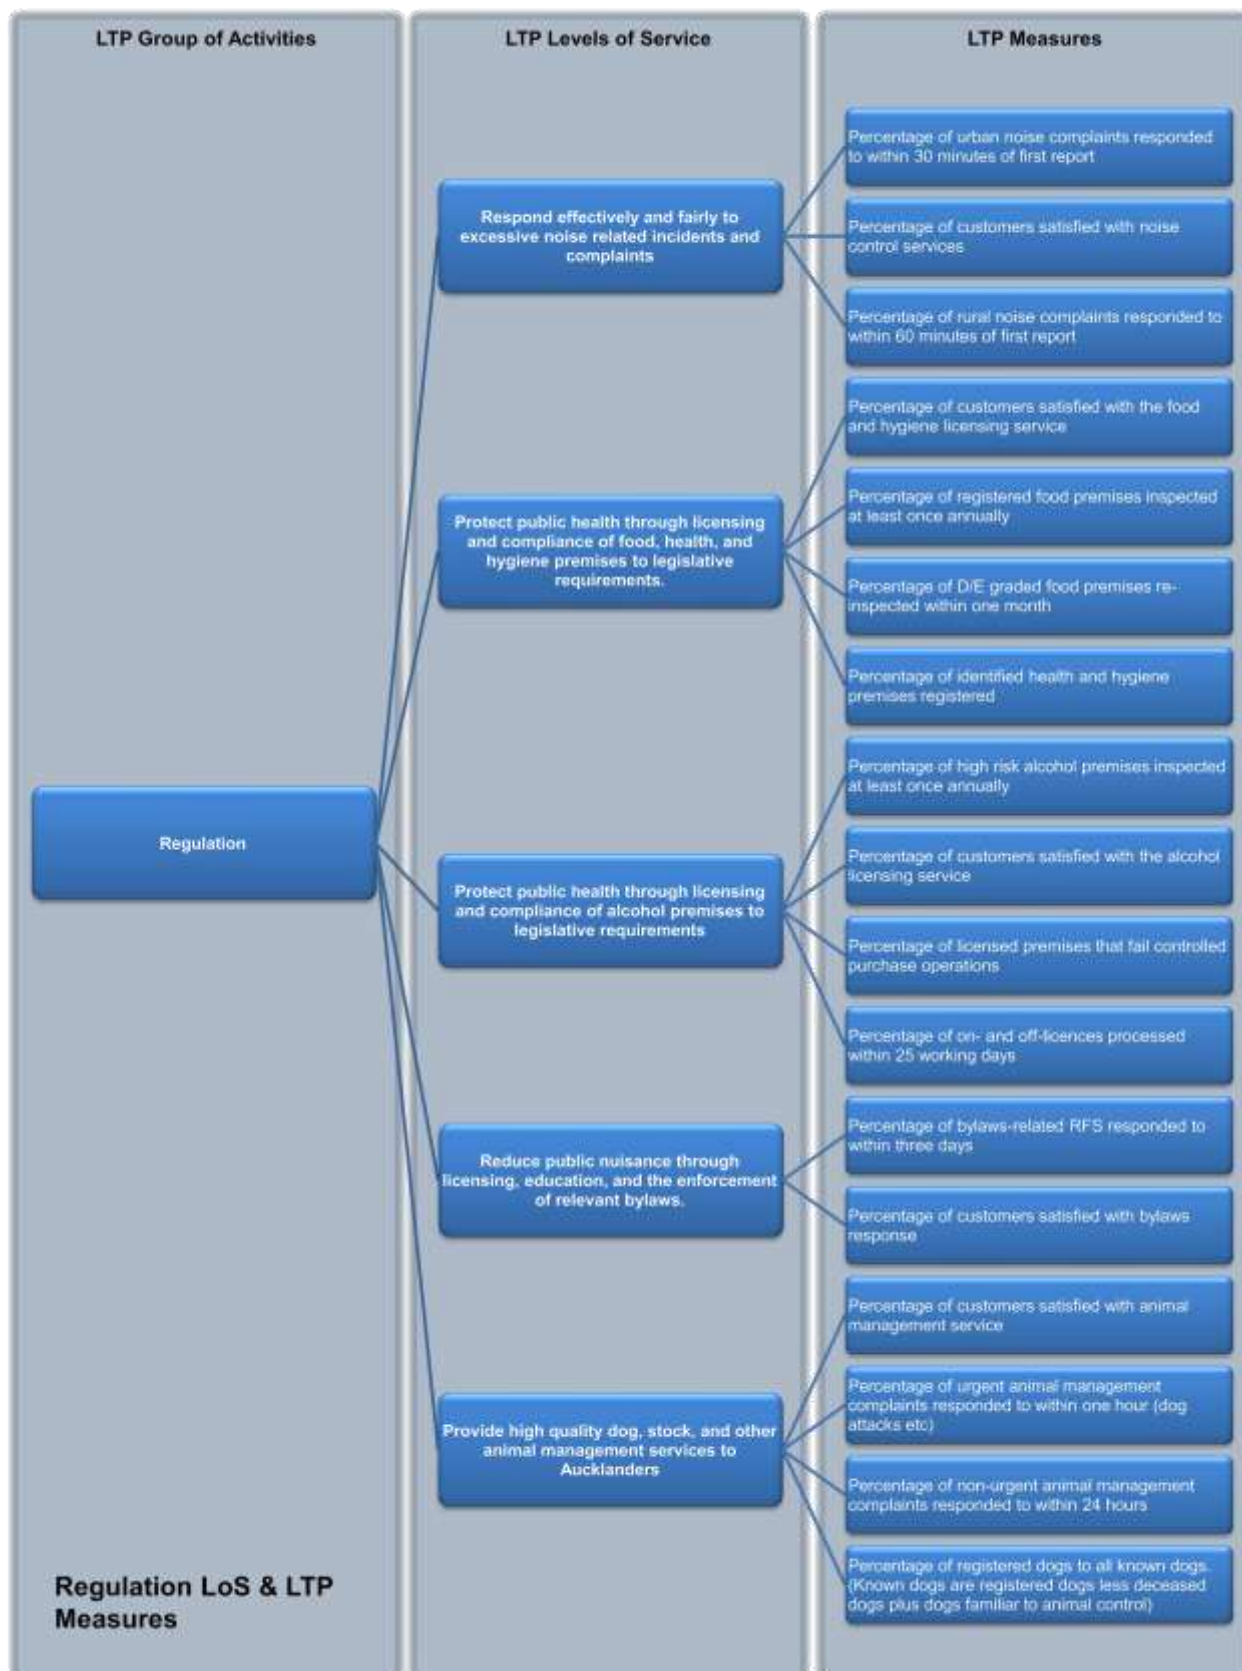 LTP Group of Activities
LTP Levels of Service
LTP Measures
Regulation
Respond effectively and fairly to
excessive noise related incidents and
complaints
Percentage of urban noise complaints responded
to within 30 minutes of first report
Percentage of customers satisfied with noise
control services
Percentage of rural noise complaints responded to
within 60 minutes of first report
Protect public health through licensing
and compliance of food, health, and
hygiene premises to legislative
requirements.
Percentage of customers satisfied with the food
and hygiene licensing service
Percentage of registered food premises inspected
at least once annually
Percentage of D/E graded food premises re-
inspected within one month
Percentage of identified health and hygiene
premises registered
Protect public health through licensing
and compliance of alcohol premises to
legislative requirements
Percentage of high risk alcohol premises inspected
at least once annually
Percentage of customers satisfied with the alcohol
licensing service
Percentage of licensed premises that fail controlled
purchase operations
Percentage of on- and off-licences processed
within 25 working days
Reduce public nuisance through
licensing, education, and the enforcement
of relevant bylaws.
Percentage of bylaws-related RFS responded to
within three days
Percentage of customers satisfied with bylaws
response
Provide high quality dog, stock, and other
animal management services to
Aucklanders
Percentage of customers satisfied with animal
management service
Percentage of urgent animal management
complaints responded to within one hour (dog
attacks etc)
Percentage of non-urgent animal management
complaints responded to within 24 hours
Percentage of registered dogs to all known dogs.
(Known dogs are registered dogs less deceased
dogs plus dogs familiar to animal control)
Regulation LoS & LTP
Measures